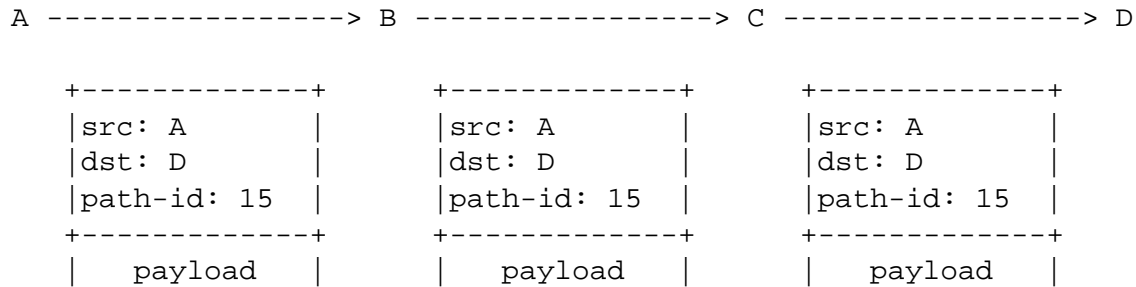 A -----------------> B -----------------> C -----------------> D
+-------------+ +-------------+ +-------------+
|src: A | |src: A | |src: A |
|dst: D | |dst: D | |dst: D |
|path-id: 15 | |path-id: 15 | |path-id: 15 |
+-------------+ +-------------+ +-------------+
| payload | | payload | | payload |